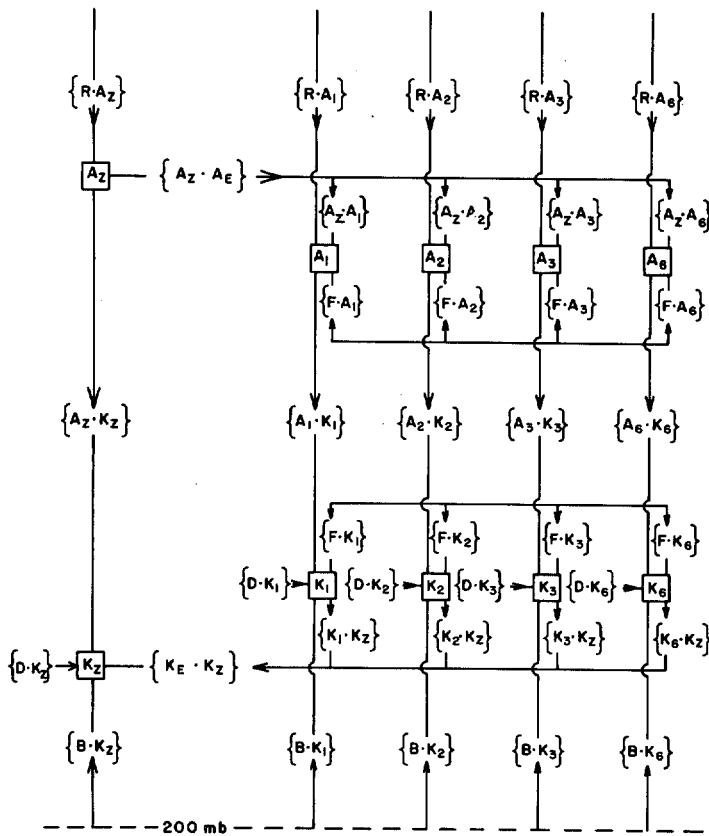 {R·A_Z} {R·A_1} {R·A_2} {R·A_3} {R·A_6}
A_Z {A_Z·A_E}
{A_Z·A_1} {A_Z·A_2} {A_Z·A_3} {A_Z·A_6}
A_1 A_2 A_3 A_6
{F·A_1} {F·A_2} {F·A_3} {F·A_6}
{A_Z·K_Z} {A_1·K_1} {A_2·K_2} {A_3·K_3} {A_6·K_6}
{F·K_1} {F·K_2} {F·K_3} {F·K_6}
{D·K_1} K_1 {D·K_2} K_2 {D·K_3} K_3 {D·K_6} K_6
{K_1·K_Z} {K_2·K_Z} {K_3·K_Z} {K_6·K_Z}
{D·K_Z} K_Z {K_E·K_Z}
{B·K_Z} {B·K_1} {B·K_2} {B·K_3} {B·K_6}
200 mb